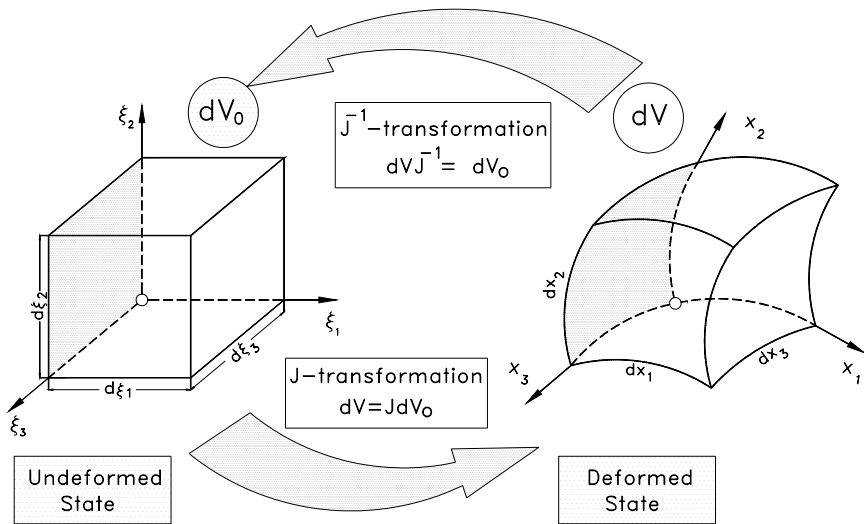 dV₀
dV
J̄¹-transformation
dVJ̄¹= dV₀
ξ₂
x₂
dξ₂
dx₂
ξ₁
dξ₃
x₁
dx₃
dx₁
x₃
dξ₁
ξ₃
J-transformation
dV=JdV₀
Undeformed
State
Deformed
State